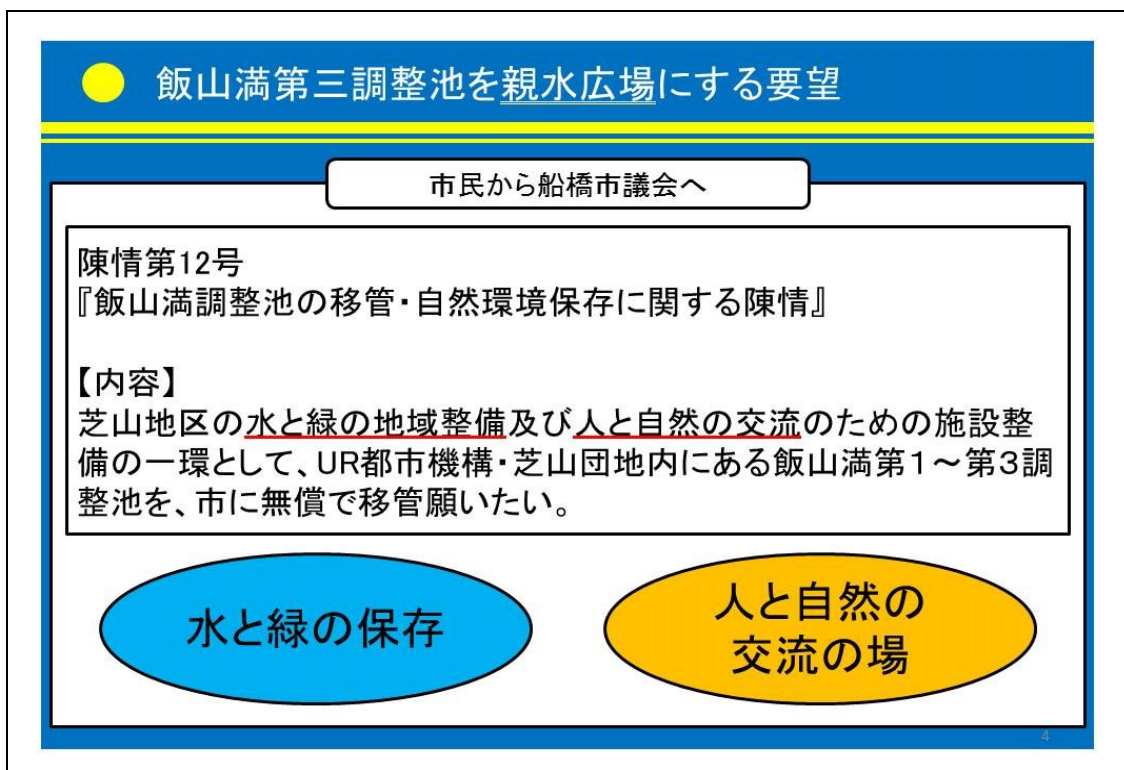 飯山満第三調整池を親水広場にする要望
市民から船橋市議会へ
陳情第12号
『飯山満調整池の移管・自然環境保存に関する陳情』
【内容】
芝山地区の水と緑の地域整備及び人と自然の交流のための施設整
備の一環として、UR都市機構・芝山団地内にある飯山満第１～第３調
整池を、市に無償で移管願いたい。
水と緑の保存
人と自然の
交流の場
4